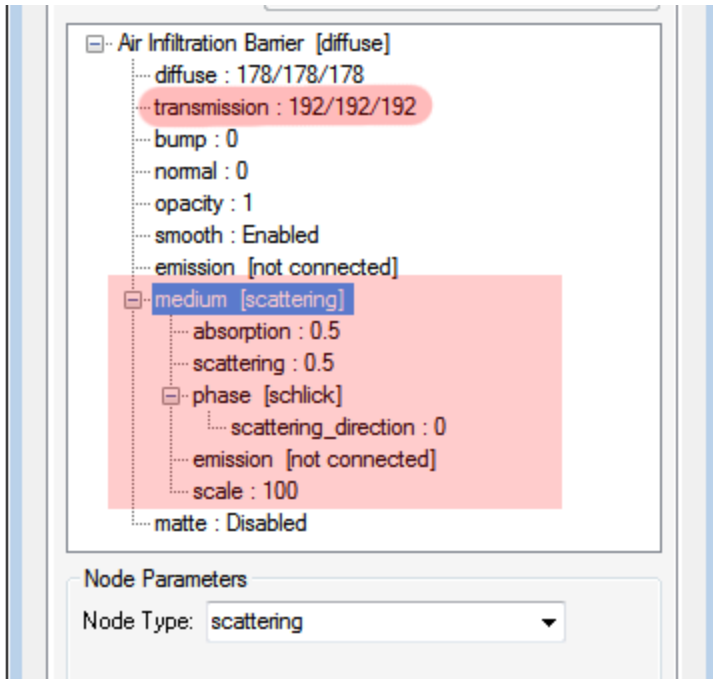 Air Infiltration Barrier [diffuse]
diffuse : 178/178/178
transmission : 192/192/192
bump : 0
normal : 0
opacity : 1
smooth : Enabled
emission [not connected]
medium [scattering]
absorption : 0.5
scattering : 0.5
phase [schlick]
scattering_direction : 0
emission [not connected]
scale : 100
matte : Disabled
Node Parameters
Node Type: scattering